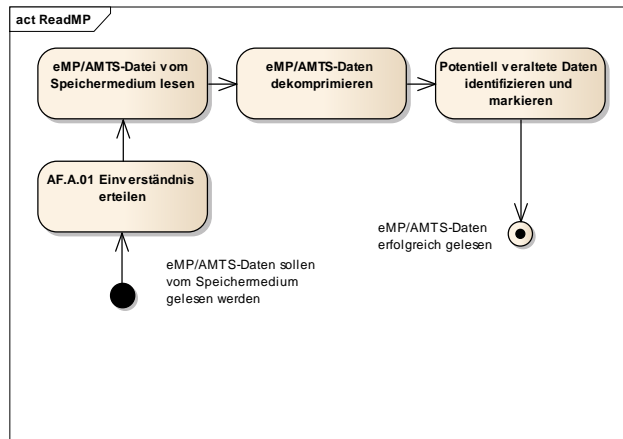 act ReadMP
eMP/AMTS-Datei vom
Speichermedium lesen
eMP/AMTS-Daten
dekomprimieren
Potentiell veraltete Daten
identifizieren und
markieren
AF.A.01 Einverständnis
erteilen
eMP/AMTS-Daten
erfolgreich gelesen
eMP/AMTS-Daten sollen
vom Speichermedium
gelesen werden